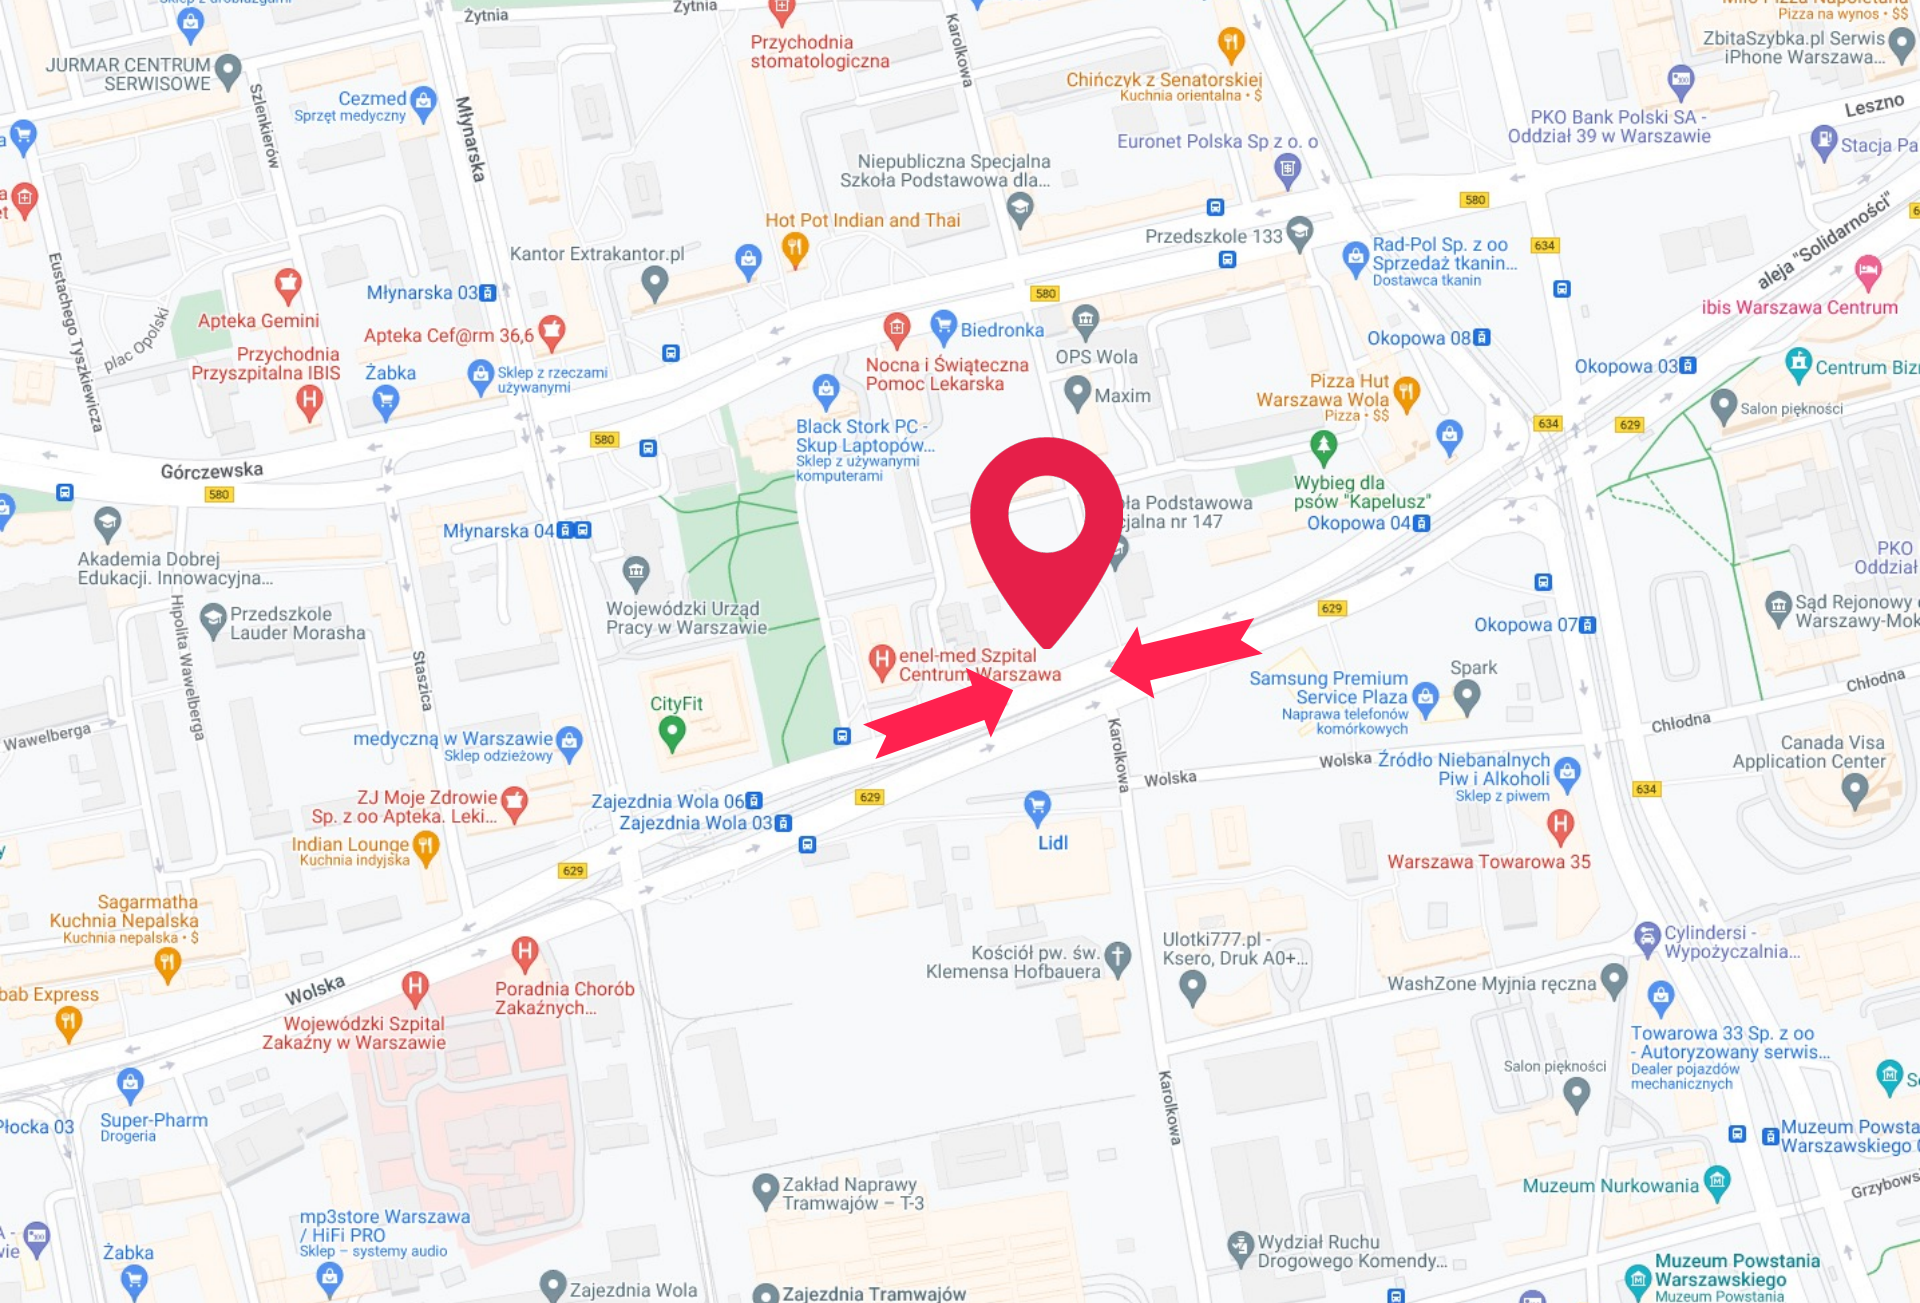 Sklep z drobiazgami
Żytnia
Żytnia
Karolkowa
Pizza na wynos • $$
ZbitaSzybka.pl Serwis
iPhone Warszawa...
Przychodnia
stomatologiczna
JURMAR CENTRUM
SERWISOWE
Szlenkierów
Cezmed
Sprzęt medyczny
Młynarska
Chińczyk z Senatorskiej
Kuchnia orientalna • $
PKO Bank Polski SA -
Oddział 39 w Warszawie
Leszno
Stacja Pa
Euronet Polska Sp z o. o
Niepubliczna Specjalna
Szkoła Podstawowa dla...
580
Hot Pot Indian and Thai
Kantor Extrakantor.pl
Przedszkole 133
Rad-Pol Sp. z oo
Sprzedaż tkanin...
Dostawca tkanin
634
aleja "Solidarności"
ibis Warszawa Centrum
Eustachego Tyszkiewicza
plac Opolski
Młynarska 03
580
Apteka Gemini
Apteka Cef@rm 36,6
Biedronka
OPS Wola
Okopowa 08
Okopowa 03
Centrum Biz
Przychodnia
Przyszpitalna IBIS
Żabka
Sklep z rzeczami
używanymi
Nocna i Świąteczna
Pomoc Lekarska
Maxim
Pizza Hut
Warszawa Wola
Pizza • $$
Salon piękności
634
629
580
Black Stork PC -
Skup Laptopów...
Sklep z używanymi
komputerami
Górczewska
580
Wybieg dla
psów "Kapelusz"
Okopowa 04
Młynarska 04
ła Podstawowa
cjalna nr 147
Akademia Dobrej
Edukacji. Innowacyjna...
PKO
Oddział
Przedszkole
Lauder Morasha
Hipolita Wawelberga
Staszica
Wojewódzki Urząd
Pracy w Warszawie
629
Okopowa 07
Sąd Rejonowy
Warszawy-Mok
enel-med Szpital
Centrum Warszawa
CityFit
Samsung Premium
Service Plaza
Naprawa telefonów
komórkowych
Spark
Chłodna
Chłodna
Wawelberga
medyczną w Warszawie
Sklep odzieżowy
Karolkowa
Wolska
Wolska
Źródło Niebanalnych
Piw i Alkoholi
Sklep z piwem
Canada Visa
Application Center
ZJ Moje Zdrowie
Sp. z oo Apteka. Leki...
Zajezdnia Wola 06
Zajezdnia Wola 03
629
634
Indian Lounge
Kuchnia indyjska
Lidl
Warszawa Towarowa 35
629
Sagarmatha
Kuchnia Nepalska
Kuchnia nepalska • $
Kościół pw. św.
Klemensa Hofbauera
Ulotki777.pl -
Ksero, Druk A0+...
Cylindersi -
Wypożyczalnia...
WashZone Myjnia ręczna
bab Express
Wolska
Poradnia Chorób
Zakaźnych...
Wojewódzki Szpital
Zakaźny w Warszawie
Towarowa 33 Sp. z oo
- Autoryzowany serwis...
Dealer pojazdów
mechanicznych
Salon piękności
Karolkowa
Płocka 03
Super-Pharm
Drogeria
Muzeum Powsta
Warszawskiego
Muzeum Nurkowania
Grzybows
Zakład Naprawy
Tramwajów – T-3
mp3store Warszawa
/ HiFi PRO
Sklep – systemy audio
Żabka
Wydział Ruchu
Drogowego Komendy...
Muzeum Powstania
Warszawskiego
Muzeum Powstania
Zajezdnia Wola
Zajezdnia Tramwajów